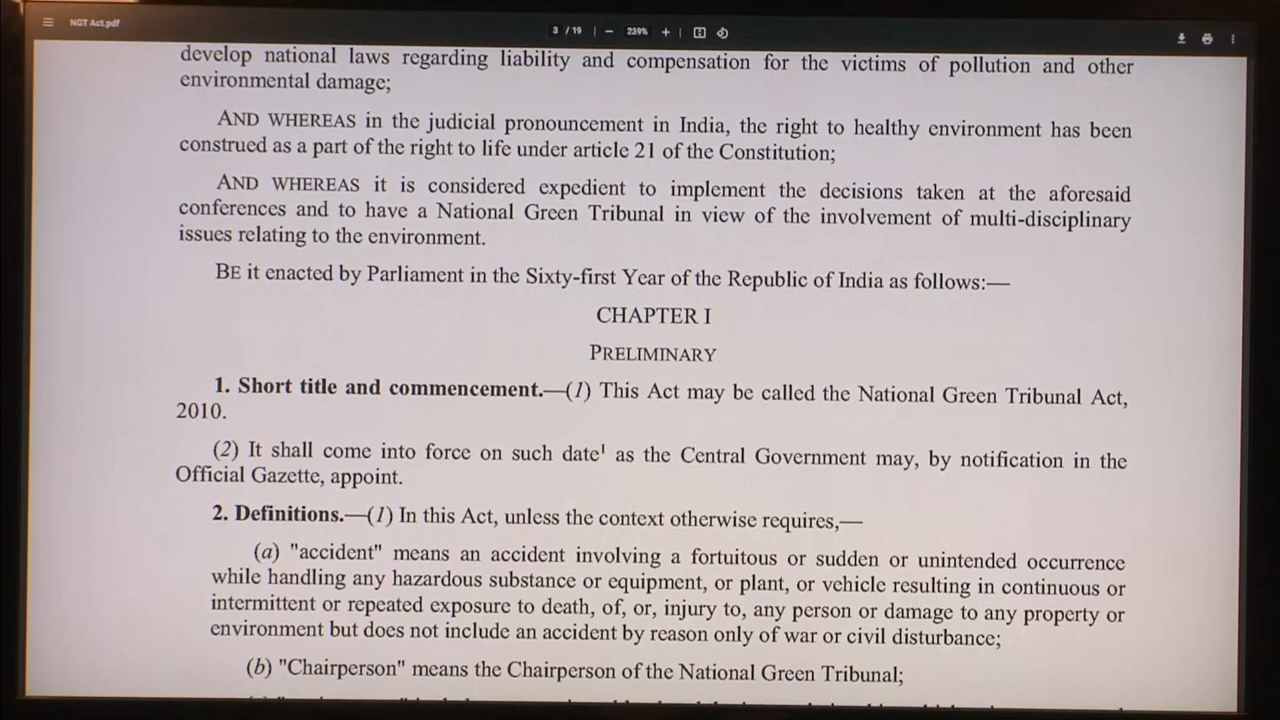 NGT Act.pdf
3 / 19 | − 239% + |
develop national laws regarding liability and compensation for the victims of pollution and other
environmental damage;
AND WHEREAS in the judicial pronouncement in India, the right to healthy environment has been
construed as a part of the right to life under article 21 of the Constitution;
AND WHEREAS it is considered expedient to implement the decisions taken at the aforesaid
conferences and to have a National Green Tribunal in view of the involvement of multi-disciplinary
issues relating to the environment.
BE it enacted by Parliament in the Sixty-first Year of the Republic of India as follows:—
CHAPTER I
PRELIMINARY
1. Short title and commencement.—(1) This Act may be called the National Green Tribunal Act,
2010.
(2) It shall come into force on such date¹ as the Central Government may, by notification in the
Official Gazette, appoint.
2. Definitions.—(1) In this Act, unless the context otherwise requires,—
(a) "accident" means an accident involving a fortuitous or sudden or unintended occurrence
while handling any hazardous substance or equipment, or plant, or vehicle resulting in continuous or
intermittent or repeated exposure to death, of, or, injury to, any person or damage to any property or
environment but does not include an accident by reason only of war or civil disturbance;
(b) "Chairperson" means the Chairperson of the National Green Tribunal;